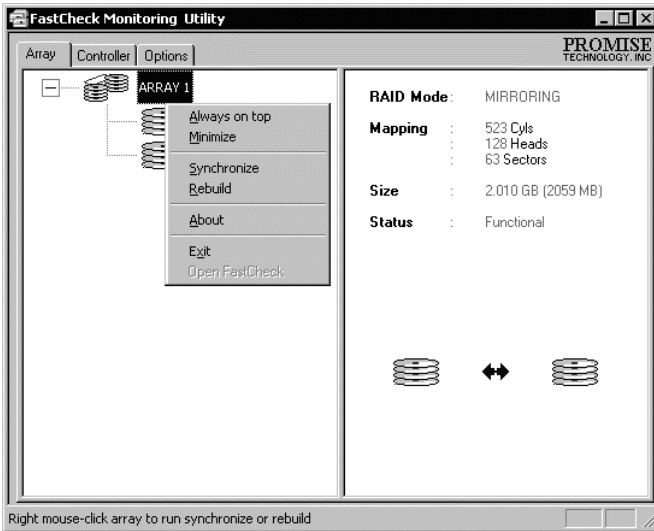 FastCheck Monitoring Utility
Array Controller Options
PROMISE
TECHNOLOGY, INC
ARRAY 1
Always on top
Minimize
Synchronize
Rebuild
About
Exit
Open FastCheck
RAID Mode : MIRRORING
Mapping : 523 Cyls
: 128 Heads
: 63 Sectors
Size : 2.010 GB (2059 MB)
Status : Functional
Right mouse-click array to run synchronize or rebuild